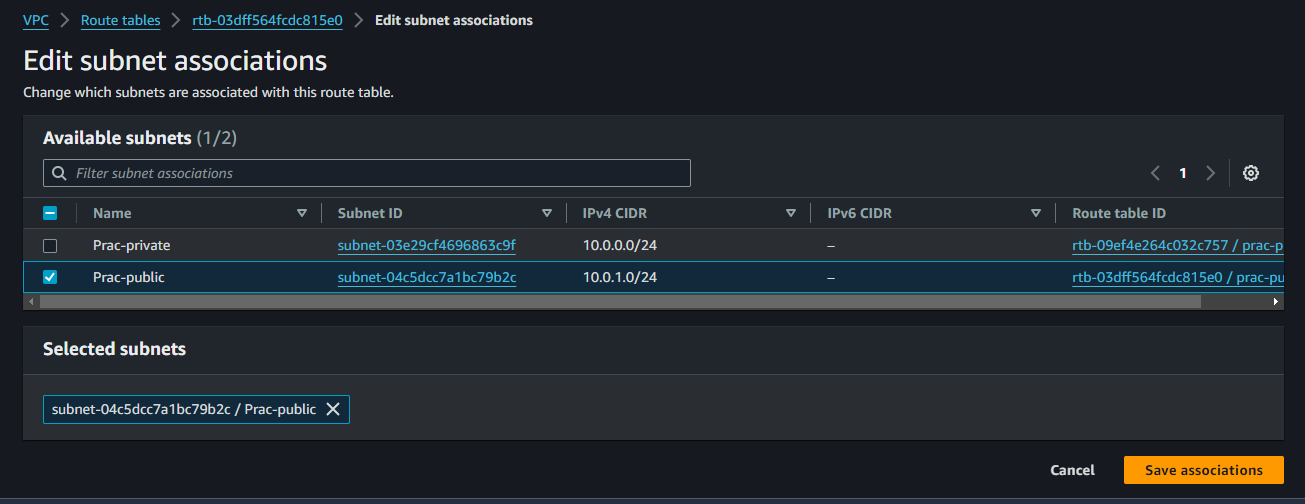 VPC > Route tables > rtb-03dff564fcdc815e0 > Edit subnet associations
Edit subnet associations
Change which subnets are associated with this route table.
Available subnets (1/2)
Filter subnet associations
1
Name Subnet ID IPv4 CIDR IPv6 CIDR Route table ID
Prac-private subnet-03e29cf4696863c9f 10.0.0.0/24 – rtb-09ef4e264c032c757 / prac-p
Prac-public subnet-04c5dcc7a1bc79b2c 10.0.1.0/24 – rtb-03dff564fcdc815e0 / prac-pu
Selected subnets
subnet-04c5dcc7a1bc79b2c / Prac-public
Cancel Save associations